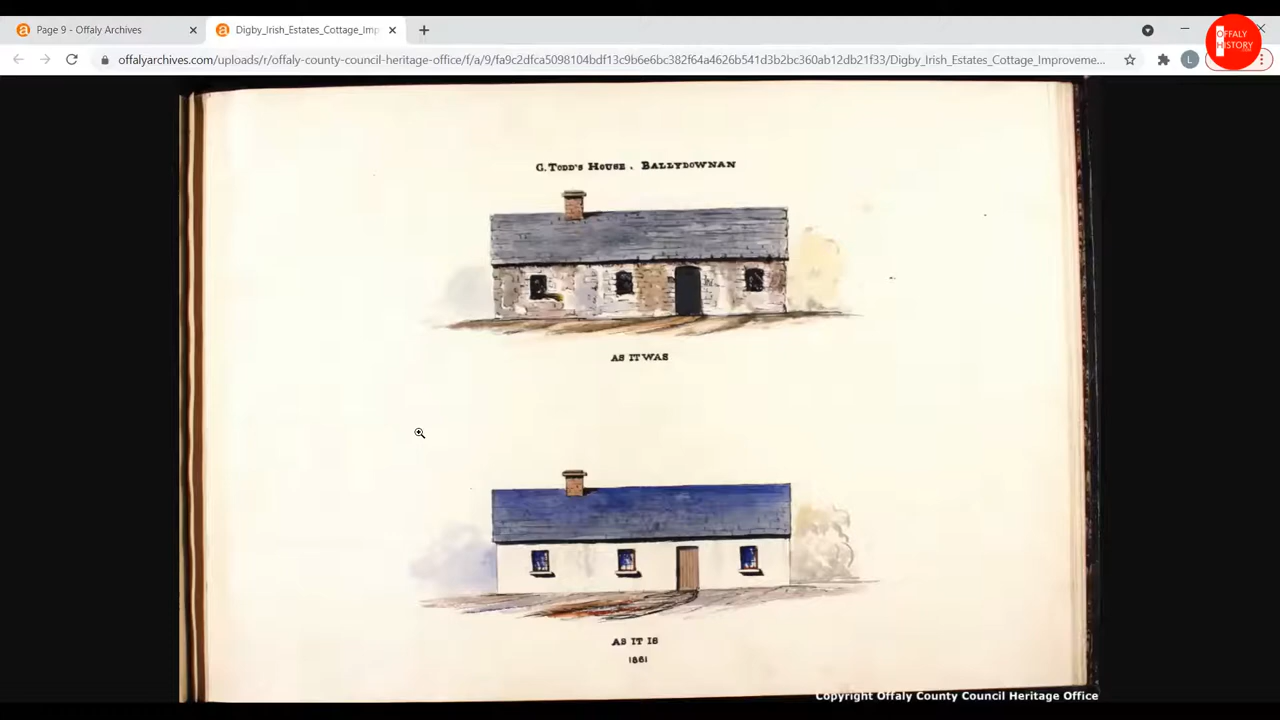 Page 9 - Offaly Archives
Digby_Irish_Estates_Cottage_Imp
offalyarchives.com/uploads/r/offaly-county-council-heritage-office/f/a/9/fa9c2dfca5098104bdf13c9b6e6bc382f64a4626b541d3b2bc360ab12db21f33/Digby_Irish_Estates_Cottage_Improveme...
L
OFFALY
HISTORY
G. TODD'S HOUSE, BALLYDOWNAN
AS IT WAS
AS IT IS
1861
Copyright Offaly County Council Heritage Office